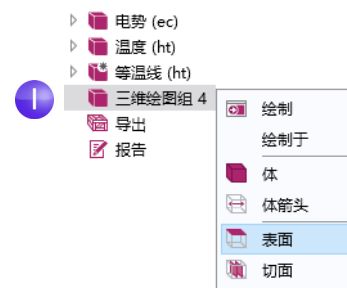 电势 (ec)
温度 (ht)
等温线 (ht)
1
三维绘图组 4
导出
报告
绘制
绘制于
体
体箭头
表面
切面